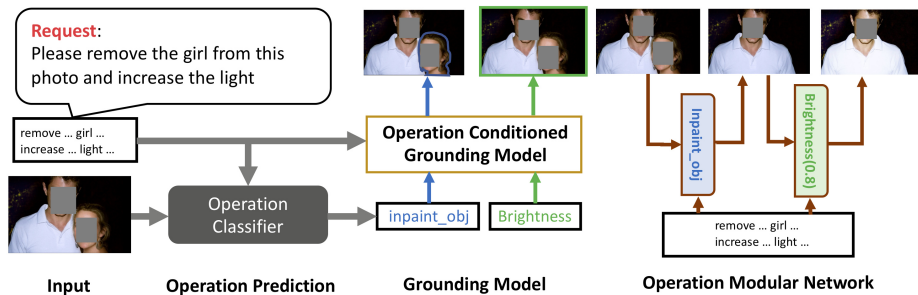 Request:
Please remove the girl from this
photo and increase the light
remove ... girl ...
increase ... light ...
Operation
Classifier
Operation Conditioned
Grounding Model
inpaint_obj
Brightness
Inpaint_obj
Brightness(0.8)
remove ... girl ...
increase ... light ...
Input
Operation Prediction
Grounding Model
Operation Modular Network